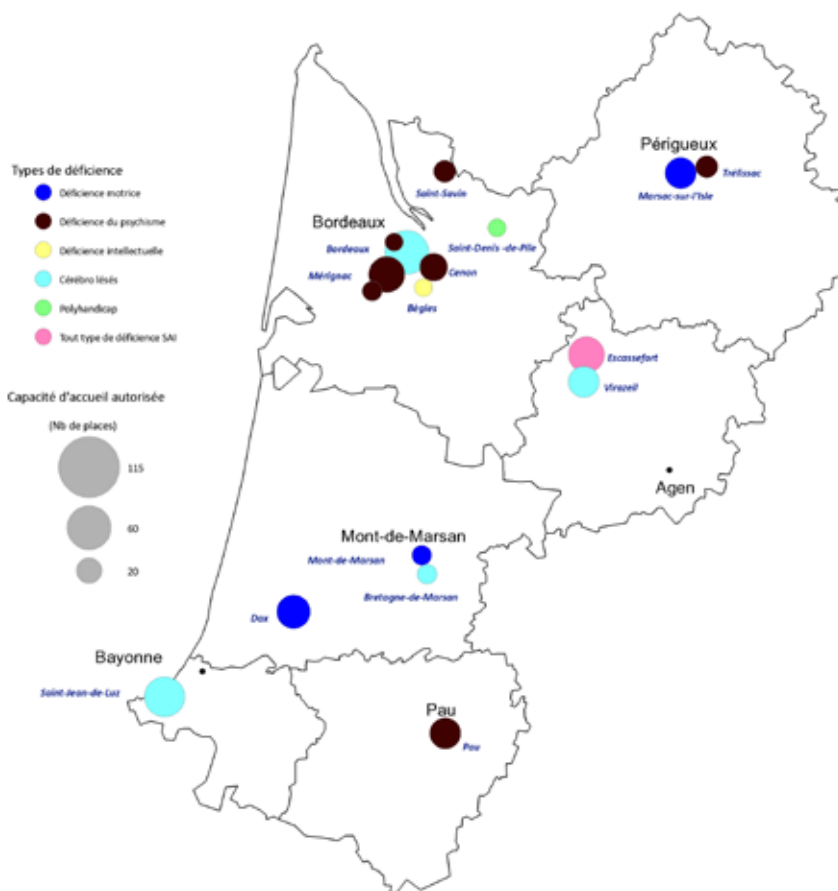 Périgueux
Trélissac
Marsac-sur-l'Isle
Types de déficience
Déficience motrice
Déficience du psychisme
Déficience intellectuelle
Cérébro lésés
Polyhandicap
Tout type de déficience SAI
Saint-Savin
Bordeaux
Bordeaux
Saint-Denis -de-Pile
Mérignac
Cenon
Bègles
Escassefort
Virazeil
Capacité d'accueil autorisée
(Nb de places)
115
60
20
Agen
Mont-de-Marsan
Mont-de-Marsan
Bretagne-de-Marsan
Dax
Bayonne
Saint-Jean-de-Luz
Pau
Pau